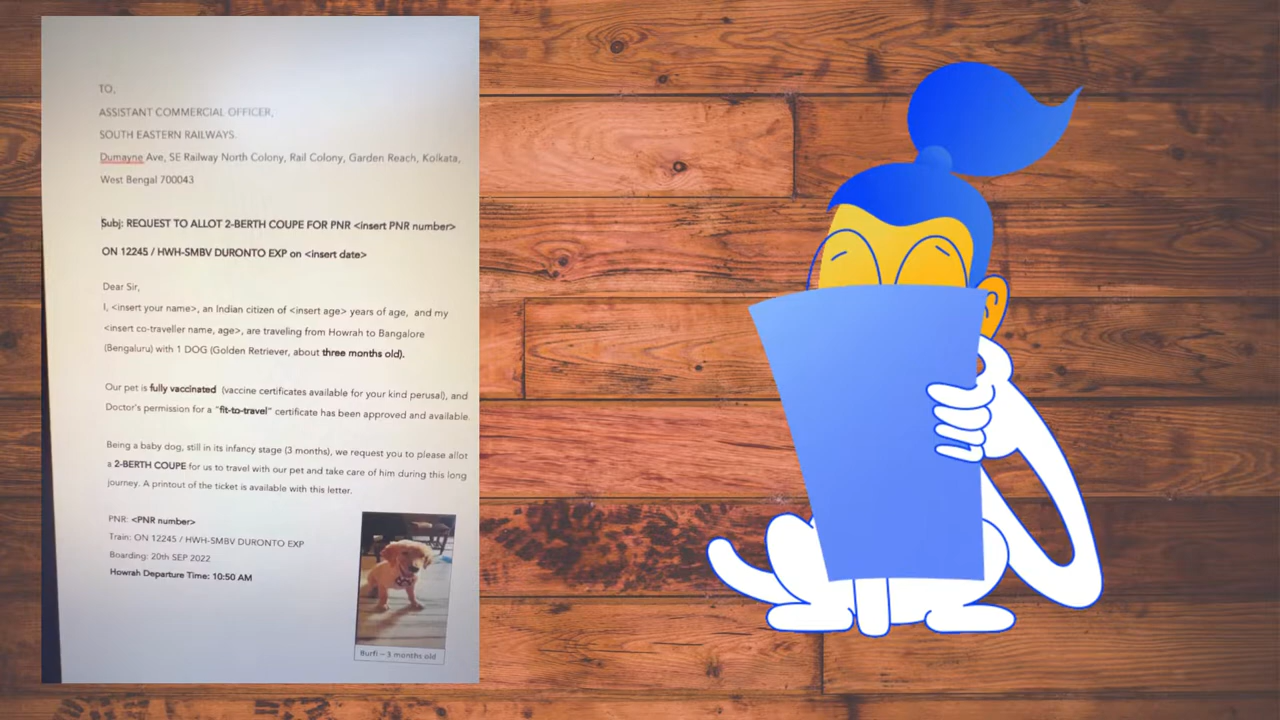 TO,
ASSISTANT COMMERCIAL OFFICER,
SOUTH EASTERN RAILWAYS.
Dumayne Ave, SE Railway North Colony, Rail Colony, Garden Reach, Kolkata,
West Bengal 700043
Subj: REQUEST TO ALLOT 2-BERTH COUPE FOR PNR <insert PNR number>
ON 12245 / HWH-SMBV DURONTO EXP on <insert date>
Dear Sir,
I, <insert your name>, an Indian citizen of <insert age> years of age, and my
<insert co-traveller name, age>, are traveling from Howrah to Bangalore
(Bengaluru) with 1 DOG (Golden Retriever, about three months old).
Our pet is fully vaccinated (vaccine certificates available for your kind perusal), and
Doctor's permission for a "fit-to-travel" certificate has been approved and available.
Being a baby dog, still in its infancy stage (3 months), we request you to please allot
a 2-BERTH COUPE for us to travel with our pet and take care of him during this long
journey. A printout of the ticket is available with this letter.
PNR: <PNR number>
Train: ON 12245 / HWH-SMBV DURONTO EXP
Boarding: 20th SEP 2022
Howrah Departure Time: 10:50 AM
Burfi – 3 months old